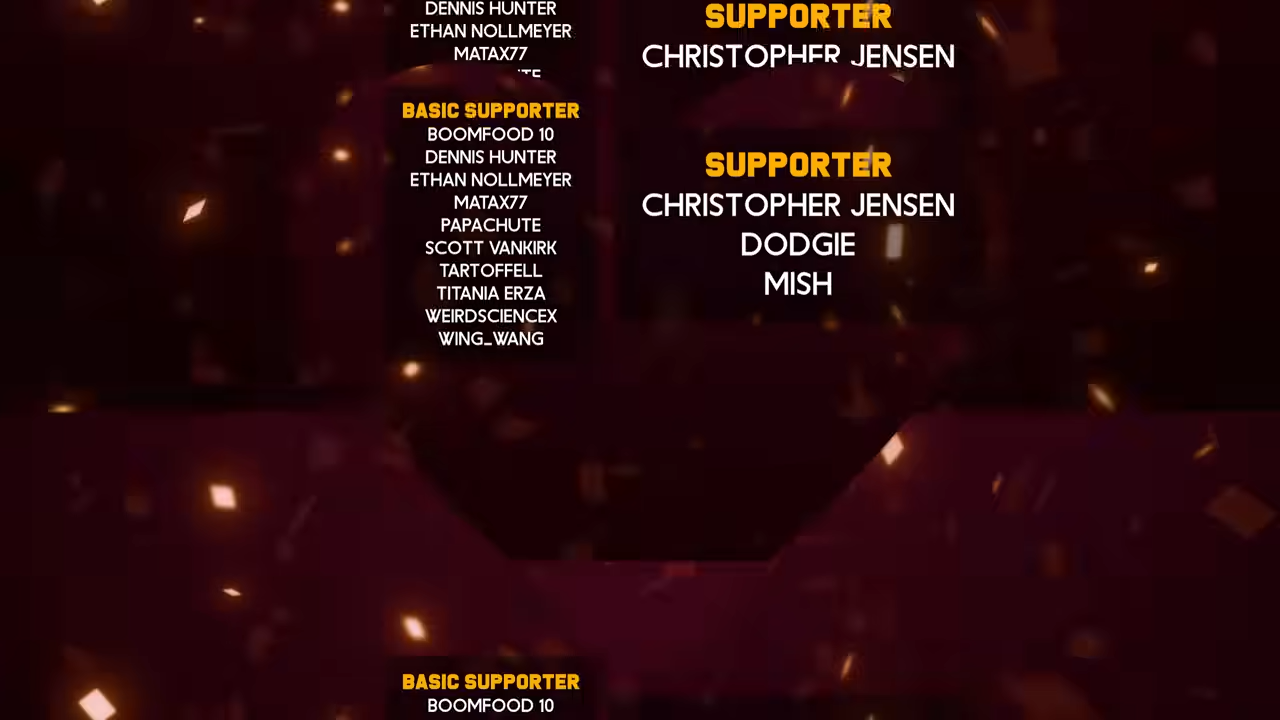 DENNIS HUNTER
ETHAN NOLLMEYER
MATAX77
SUPPORTER
CHRISTOPHER JENSEN
BASIC SUPPORTER
BOOMFOOD 10
DENNIS HUNTER
ETHAN NOLLMEYER
MATAX77
PAPACHUTE
SCOTT VANKIRK
TARTOFFELL
TITANIA ERZA
WEIRDSCIENCEX
WING_WANG
SUPPORTER
CHRISTOPHER JENSEN
DODGIE
MISH
BASIC SUPPORTER
BOOMFOOD 10